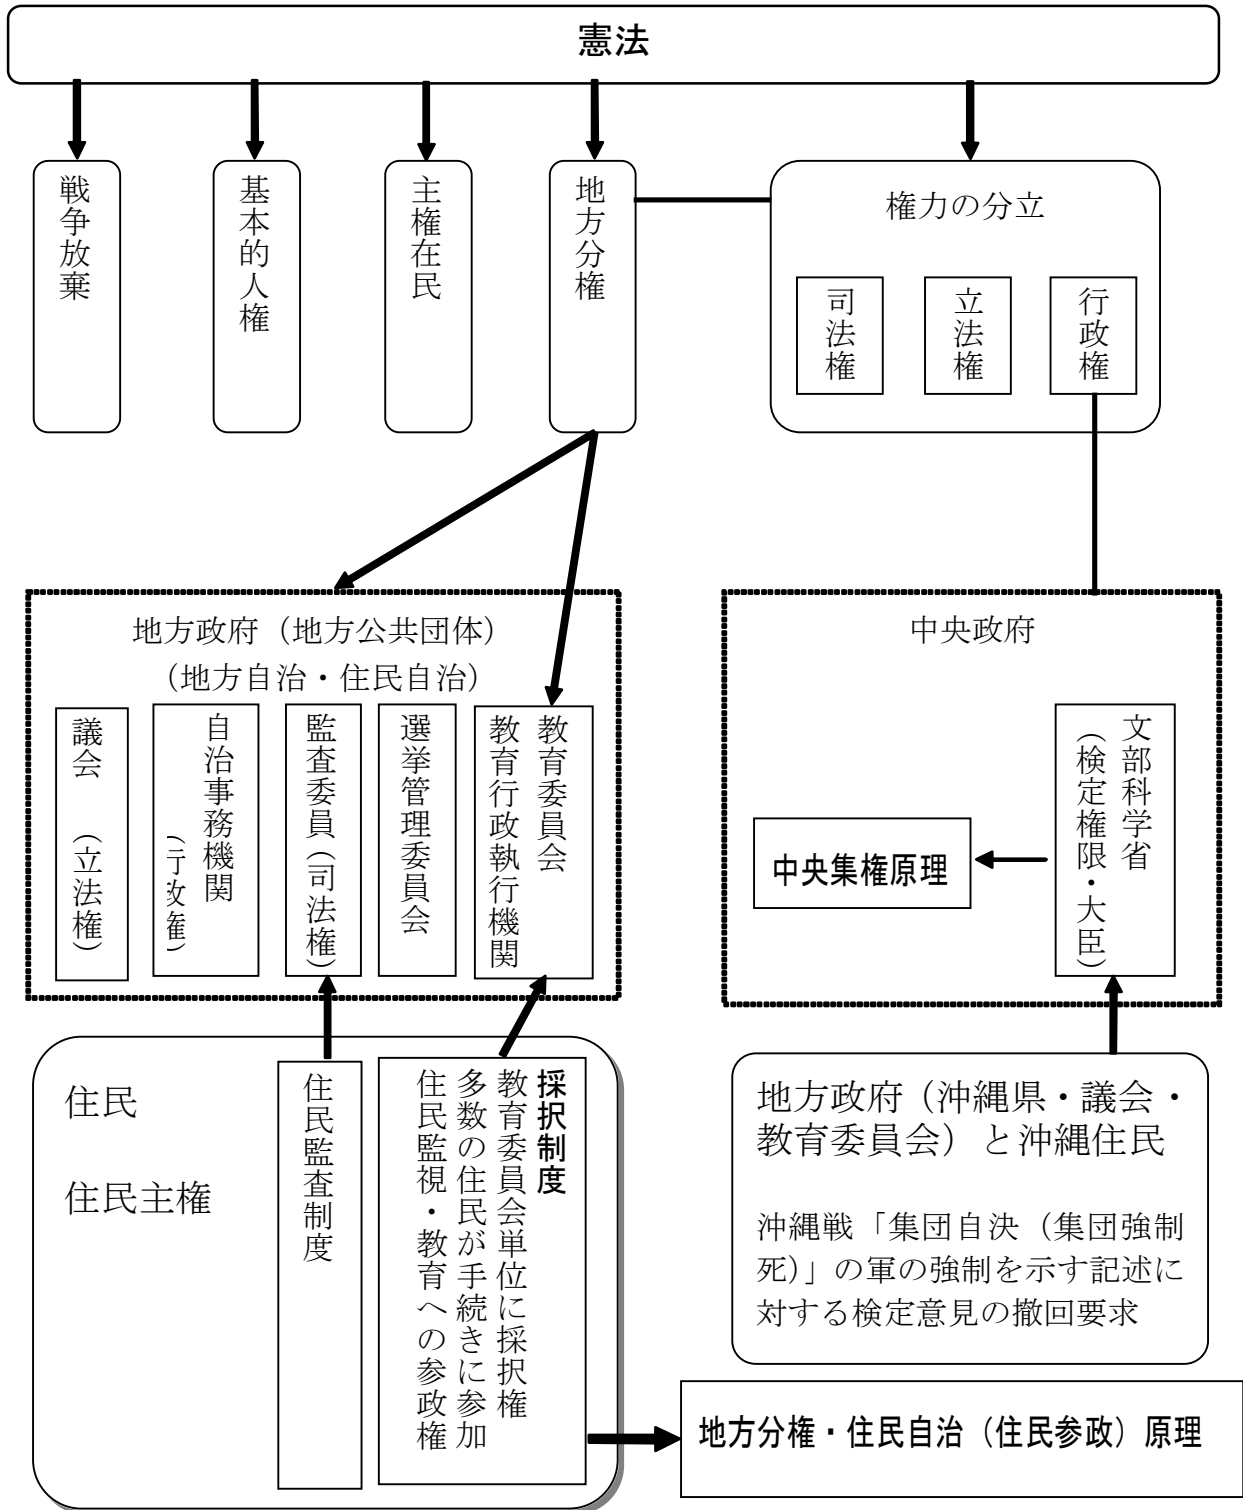 憲法
戦争放棄
基本的人権
主権在民
地方分権
権力の分立
司法権
立法権
行政権
地方政府（地方公共団体）
（地方自治・住民自治）
議会　（立法権）
自治事務機関
（行政権）
監査委員（司法権）
選挙管理委員会
教育委員会
教育行政執行機関
中央政府
文部科学省
（検定権限・大臣）
中央集権原理
住民
住民主権
住民監査制度
採択制度
教育委員会単位に採択権
多数の住民が手続きに参加
住民監視・教育への参政権
地方政府（沖縄県・議会・
教育委員会）と沖縄住民
沖縄戦「集団自決（集団強制
死）」の軍の強制を示す記述に
対する検定意見の撤回要求
地方分権・住民自治（住民参政）原理